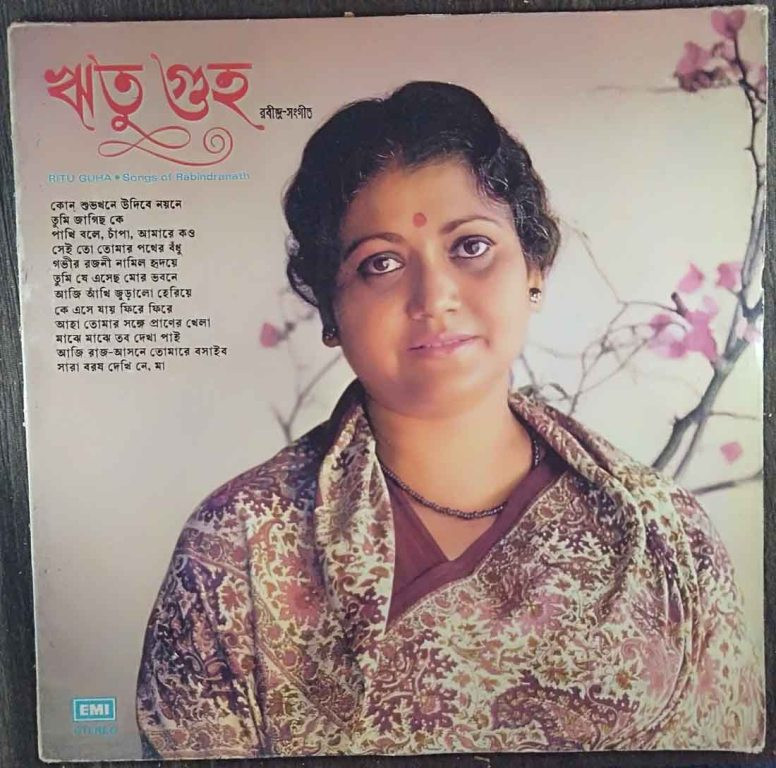 ঋতু গুহ
রবীন্দ্র-সংগীত
RITU GUHA • Songs of Rabindranath
কোন্ শুভখনে উদিবে নয়নে
তুমি জাগিছ কে
পাখি বলে, চাঁপা, আমারে কও
সেই তো তোমার পথের বঁধু
গভীর রজনী নামিল হৃদয়ে
তুমি যে এসেছ মোর ভবনে
আজি আঁখি জুড়ালো হেরিয়ে
কে এসে যায় ফিরে ফিরে
আহা তোমার সঙ্গে প্রাণের খেলা
মাঝে মাঝে তব দেখা পাই
আজি রাজ-আসনে তোমারে বসাইব
সারা বরষ দেখি নে, মা
EMI
STEREO